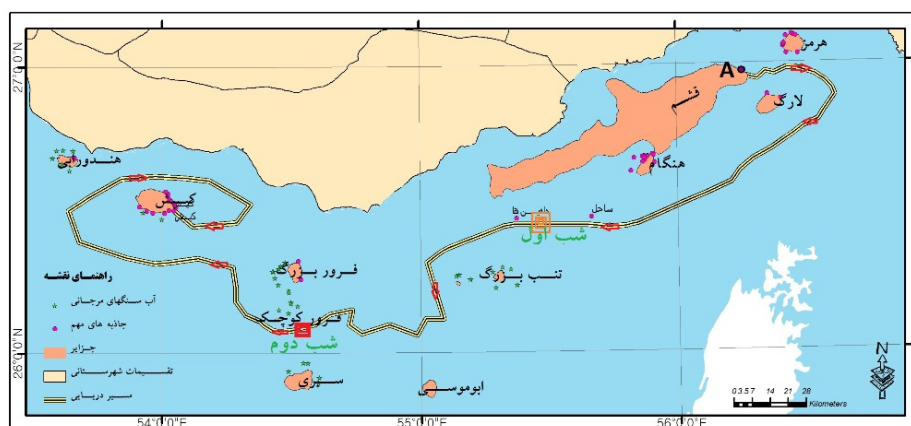 27°0'0"N
26°0'0"N
هرمز
A
قشم
لارگ
هنگام
هندورابی
کیش
ساحل
شب اول
تنب بزرگ
فرور بزرگ
فرور کوچک
شب دوم
سیری
ابوموسی
راهنمای نقشه
آب سنگهای مرجانی
جاذبه های مهم
جزایر
تقسیمات شهرستانی
مسیر دریایی
N
0 3.5 7 14 21 28
Kilometers
54°0'0"E
55°0'0"E
56°0'0"E